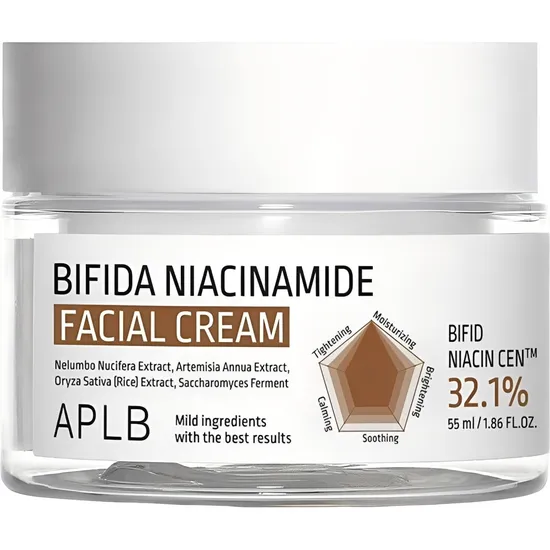 BIFIDA NIACINAMIDE
FACIAL CREAM
Nelumbo Nucifera Extract, Artemisia Annua Extract,
Oryza Sativa (Rice) Extract, Saccharomyces Ferment
APLB
Mild ingredients
with the best results
Tightening
Moisturizing
Brightening
Soothing
Calming
BIFID
NIACIN CEN™
32.1%
55 ml / 1.86 FL.OZ.